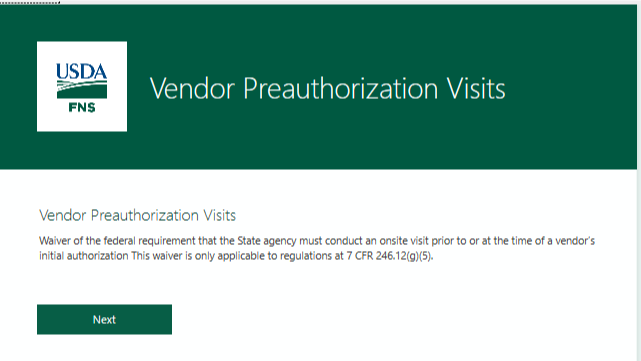 USDA
FNS
Vendor Preauthorization Visits
Vendor Preauthorization Visits
Waiver of the federal requirement that the State agency must conduct an onsite visit prior to or at the time of a vendor's
initial authorization This waiver is only applicable to regulations at 7 CFR 246.12(g)(5).
Next